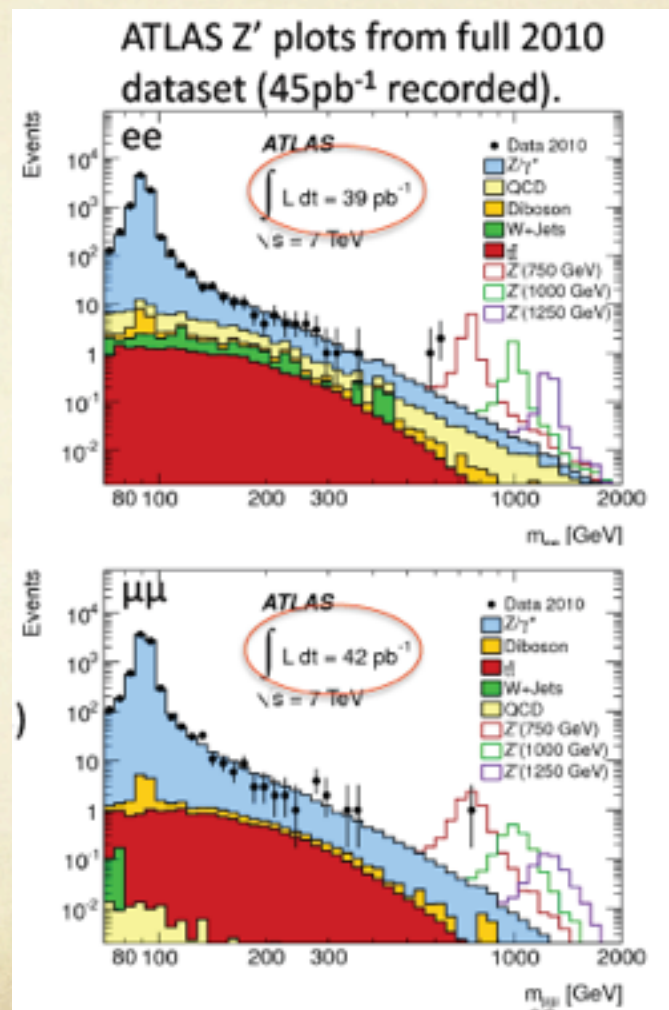 ATLAS Z' plots from full 2010
dataset (45pb⁻¹ recorded).
ee
ATLAS
∫ L dt = 39 pb⁻¹
√s = 7 TeV
Data 2010
Z/γ*
QCD
Diboson
W+Jets
Z'(750 GeV)
Z'(1000 GeV)
Z'(1250 GeV)
Events
10⁴
10³
10²
10
1
10⁻¹
10⁻²
80 100 200 300 1000 2000
[GeV]
μμ
ATLAS
∫ L dt = 42 pb⁻¹
√s = 7 TeV
Data 2010
Z/γ*
Diboson
W+Jets
QCD
Z'(750 GeV)
Z'(1000 GeV)
Z'(1250 GeV)
Events
10⁴
10³
10²
10
1
10⁻¹
10⁻²
)
80 100 200 300 1000 2000
[GeV]